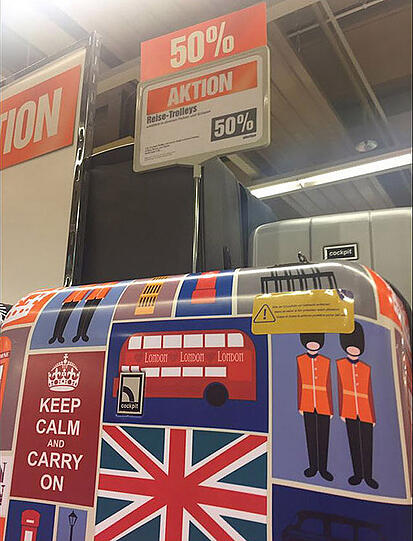 50%
AKTION
Reise-Trolleys
50%
TION
cockpit
LONDON LONDON LONDON
cockpit
KEEP
CALM
AND
CARRY
ON